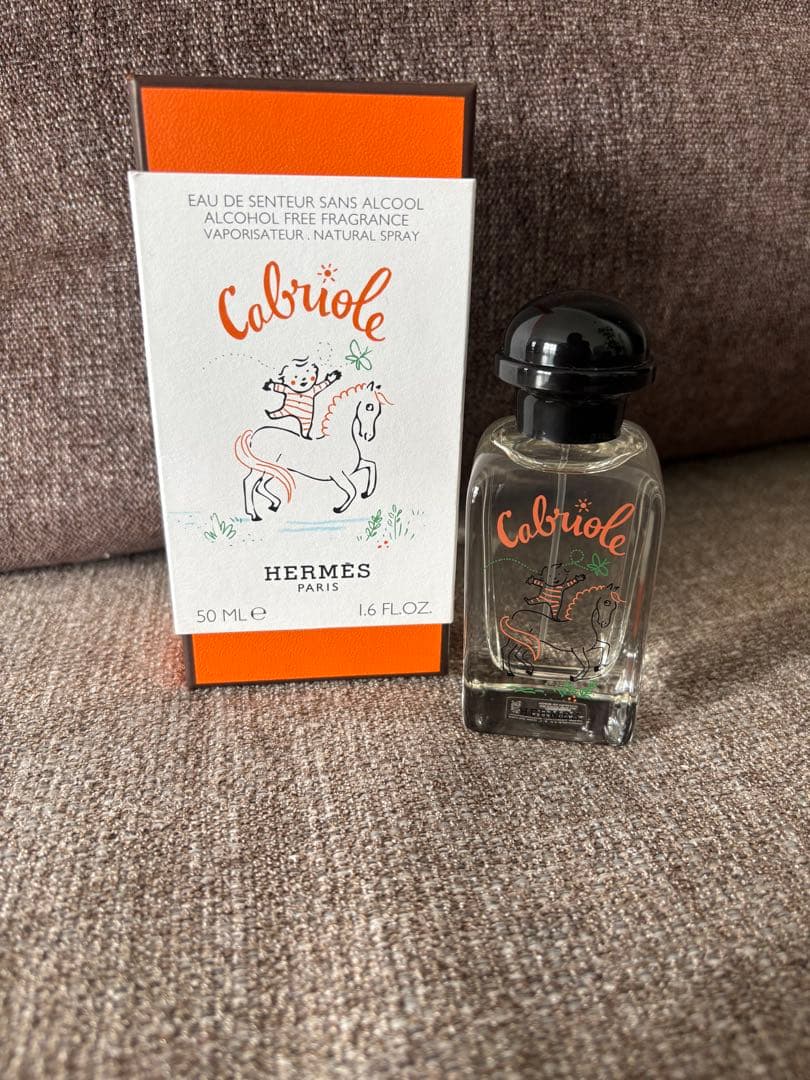 EAU DE SENTEUR SANS ALCOOL
ALCOHOL FREE FRAGRANCE
VAPORISATEUR . NATURAL SPRAY
Cabriole
HERMÈS
PARIS
50 ML ℮ 1.6 FL.OZ.
Cabriole
HERMÈS